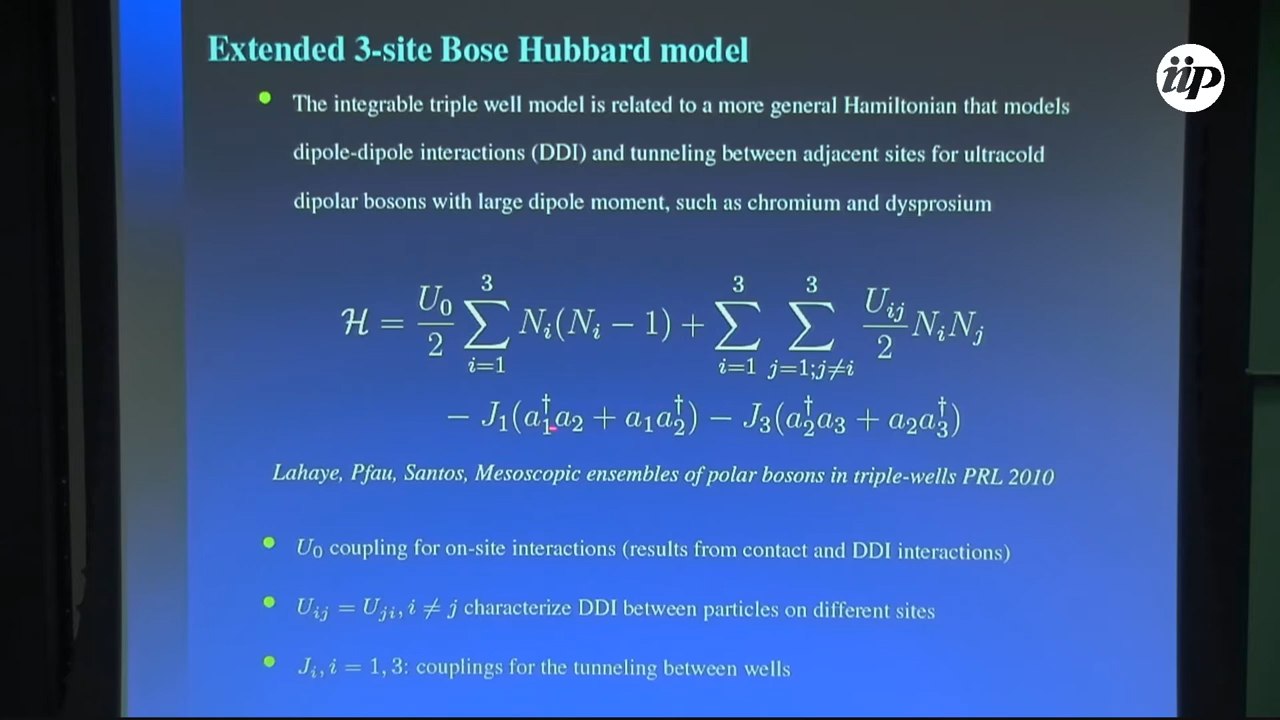 Extended 3-site Bose Hubbard model
iip
• The integrable triple well model is related to a more general Hamiltonian that models
dipole-dipole interactions (DDI) and tunneling between adjacent sites for ultracold
dipolar bosons with large dipole moment, such as chromium and dysprosium
$\mathcal{H} = \frac{U_0}{2} \sum_{i=1}^{3} N_i(N_i - 1) + \sum_{i=1}^{3} \sum_{j=1; j \neq i}^{3} \frac{U_{ij}}{2} N_i N_j$
$- J_1(a_1^\dagger a_2 + a_1 a_2^\dagger) - J_3(a_2^\dagger a_3 + a_2 a_3^\dagger)$
Lahaye, Pfau, Santos, Mesoscopic ensembles of polar bosons in triple-wells PRL 2010
• $U_0$ coupling for on-site interactions (results from contact and DDI interactions)
• $U_{ij} = U_{ji}, i \neq j$ characterize DDI between particles on different sites
• $J_i, i = 1, 3$: couplings for the tunneling between wells